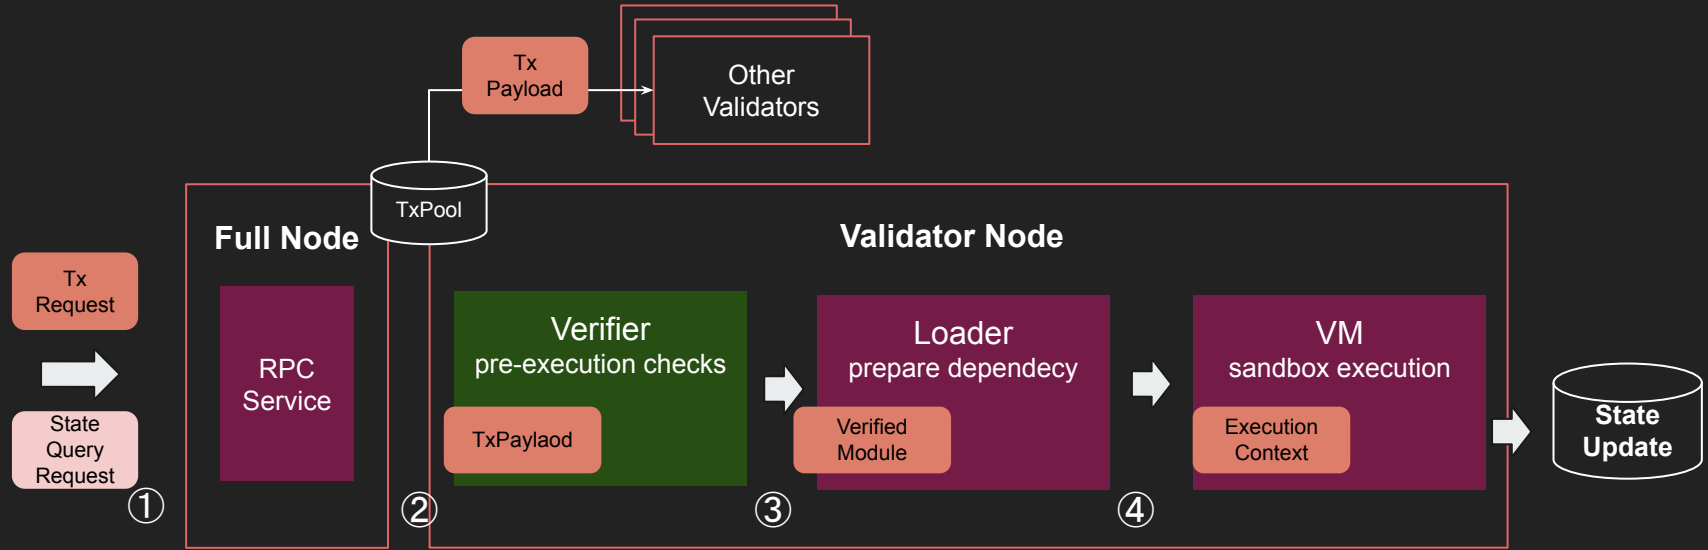 Tx
Payload
Other
Validators
TxPool
Full Node
Validator Node
Tx
Request
State
Query
Request
①
RPC
Service
②
Verifier
pre-execution checks
TxPaylaod
③
Loader
prepare dependecy
Verified
Module
④
VM
sandbox execution
Execution
Context
State
Update